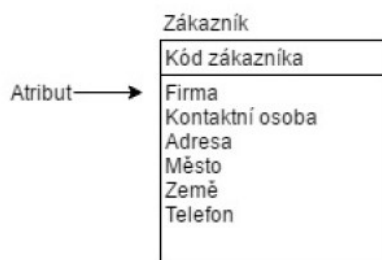 Zákazník
Kód zákazníka
Atribut
Firma
Kontaktní osoba
Adresa
Město
Země
Telefon